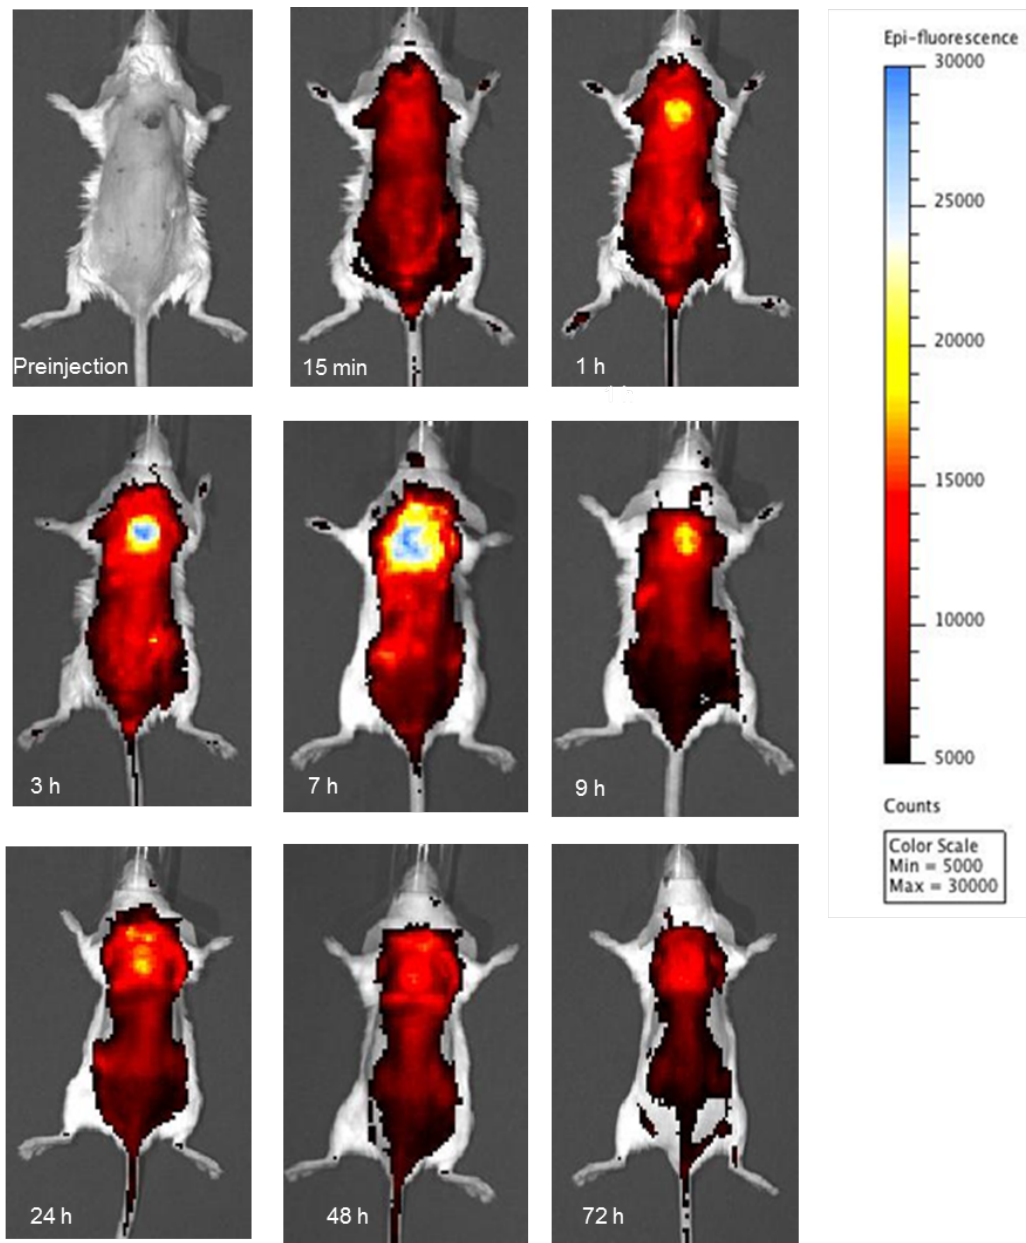 Preinjection
15 min
1 h
Epi-fluorescence
30000
25000
20000
15000
10000
5000
Counts
Color Scale
Min = 5000
Max = 30000
3 h
7 h
9 h
24 h
48 h
72 h